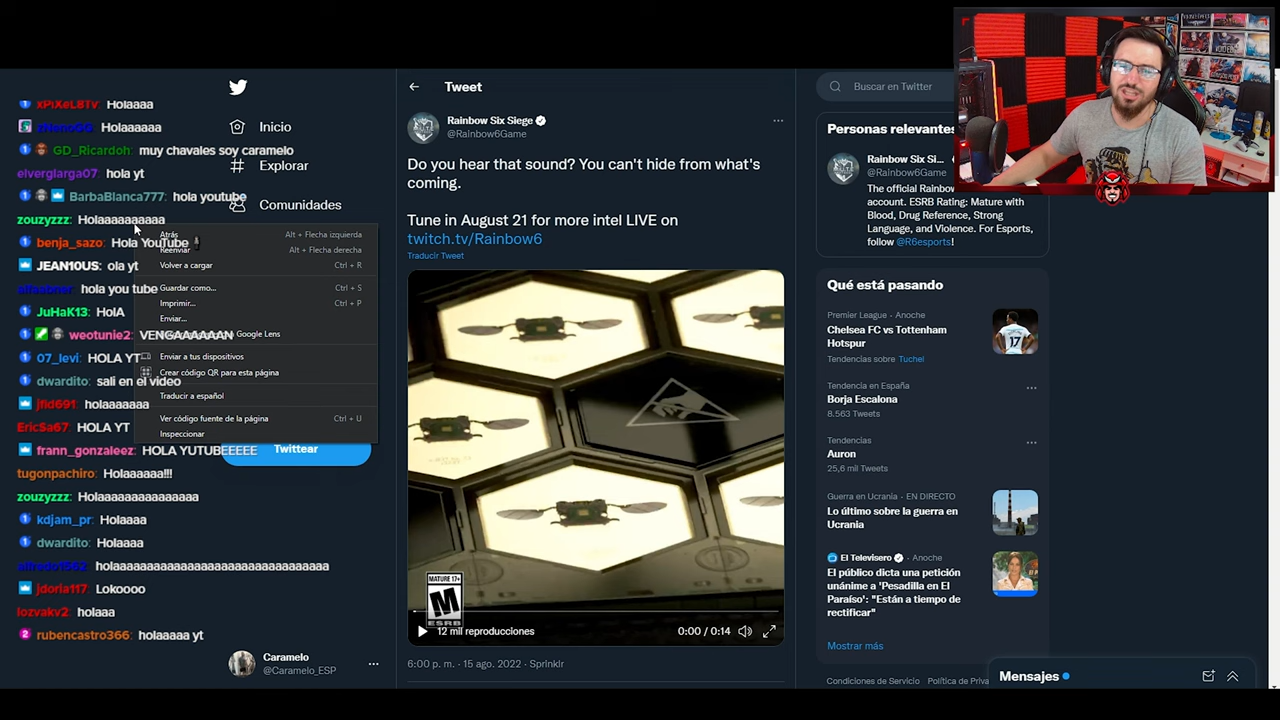 xPiXeL8Tv: Holaaaa
zNenoGG: Holaaaaaa
GD_Ricardoh: muy chavales soy caramelo
elverglarga07: hola yt
BarbaBlanca777: hola youtube
zouzyzzz: Holaaaaaaaaaa
benja_sazo: Hola YouTube
JEAN10US: ola yt
hola you tube
JuHaK13: HolA
weotunie2: VENGAAAAAAN
07_levi: HOLA YT
dwardito: sali en el video
jfid691: holaaaaaa
EricSa67: HOLA YT
frann_gonzaleez: HOLA YUTUBEEEEE
tugonpachiro: Holaaaaaa!!!
zouzyzzz: Holaaaaaaaaaaaaaaa
kdjam_pr: Holaaaa
dwardito: Holaaaa
alfredo1562: holaaaaaaaaaaaaaaaaaaaaaaaaaaaaaaaa
jdoria117: Lokoooo
lozvakv2: holaaa
rubencastro366: holaaaaa yt
Inicio
Explorar
Comunidades
Atrás Alt + Flecha izquierda
Reenviar Alt + Flecha derecha
Volver a cargar Ctrl + R
Guardar como... Ctrl + S
Imprimir... Ctrl + P
Enviar...
Google Lens
Enviar a tus dispositivos
Crear código QR para esta página
Traducir a español
Ver código fuente de la página Ctrl + U
Inspeccionar
Twittear
Caramelo
@Caramelo_ESP
Tweet
Rainbow Six Siege
@Rainbow6Game
Do you hear that sound? You can't hide from what's
coming.
Tune in August 21 for more intel LIVE on
twitch.tv/Rainbow6
Traducir Tweet
MATURE 17+
M
ESRB
12 mil reproducciones
0:00 / 0:14
6:00 p. m. · 15 ago. 2022 · Sprinklr
Buscar en Twitter
Personas relevantes
Rainbow Six Si...
@Rainbow6Game
The official Rainbow
account. ESRB Rating: Mature with
Blood, Drug Reference, Strong
Language, and Violence. For Esports,
follow @R6esports!
Qué está pasando
Premier League · Anoche
Chelsea FC vs Tottenham
Hotspur
Tendencias sobre Tuchel
17
Tendencia en España
Borja Escalona
8.563 Tweets
Tendencias
Auron
25,6 mil Tweets
Guerra en Ucrania · EN DIRECTO
Lo último sobre la guerra en
Ucrania
El Televisero · Anoche
El público dicta una petición
unánime a 'Pesadilla en El
Paraíso': "Están a tiempo de
rectificar"
Mostrar más
Condiciones de Servicio Política de Priva
Mensajes